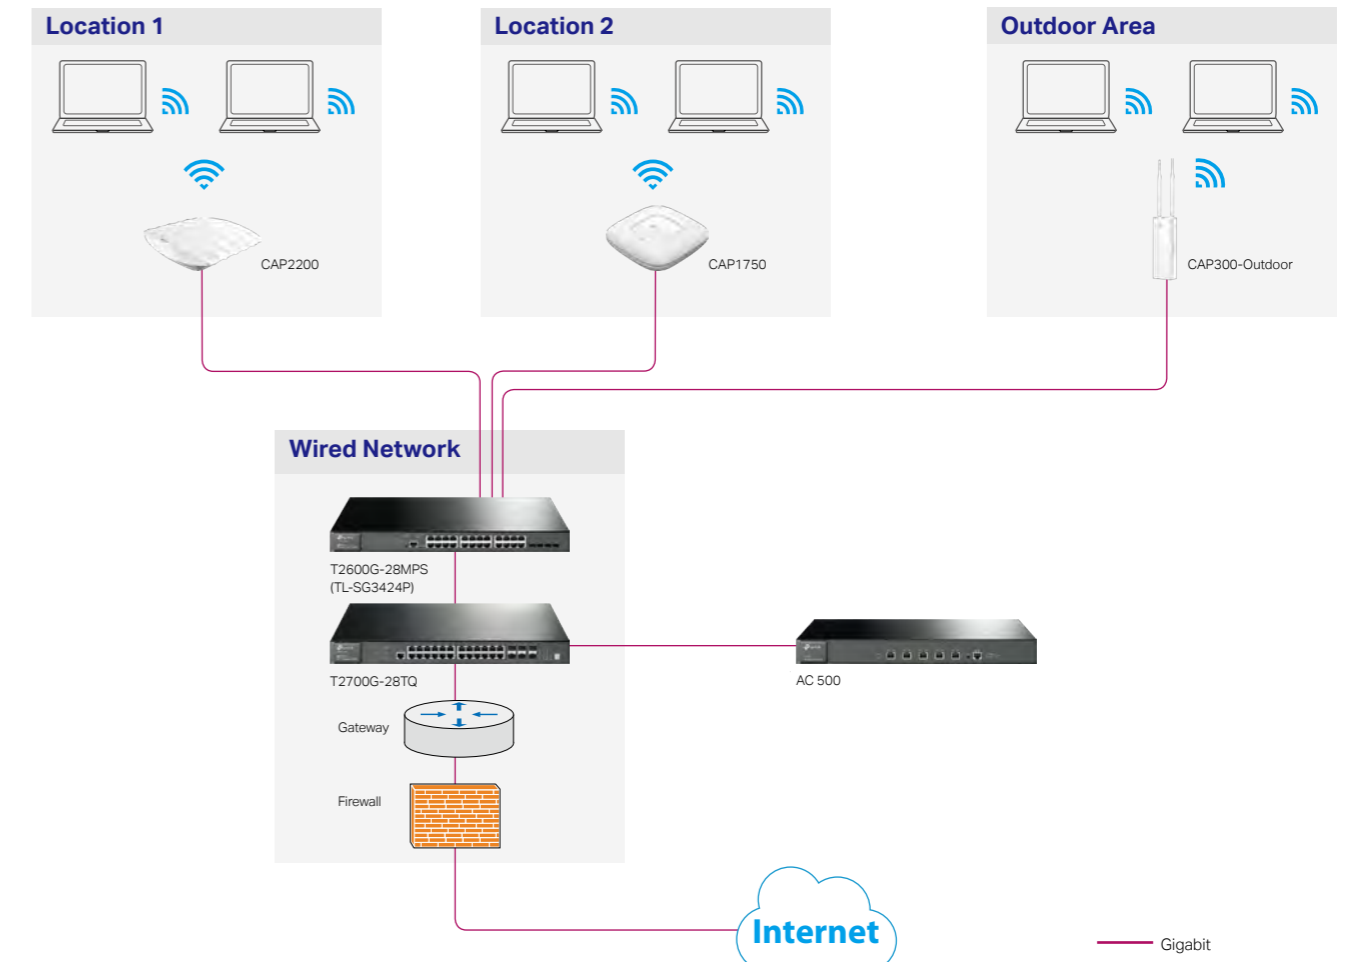 Location 1
Location 2
Outdoor Area
CAP2200
CAP1750
CAP300-Outdoor
Wired Network
T2600G-28MPS
(TL-SG3424P)
T2700G-28TQ
AC 500
Gateway
Firewall
Internet
Gigabit